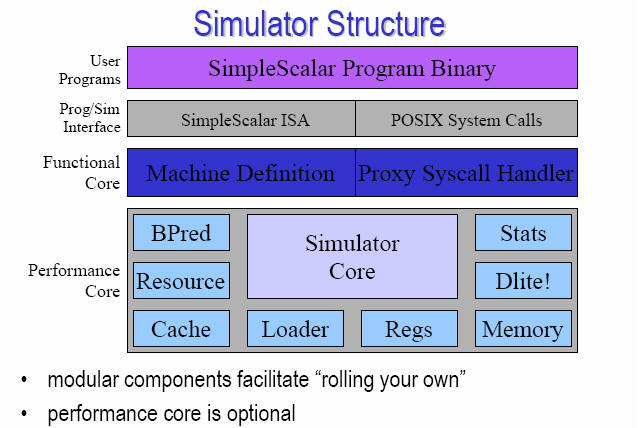 Simulator Structure
User
Programs
SimpleScalar Program Binary
Prog/Sim
Interface
SimpleScalar ISA
POSIX System Calls
Functional
Core
Machine Definition
Proxy Syscall Handler
Performance
Core
BPred
Simulator
Core
Stats
Resource
Dlite!
Cache
Loader
Regs
Memory
• modular components facilitate “rolling your own”
• performance core is optional